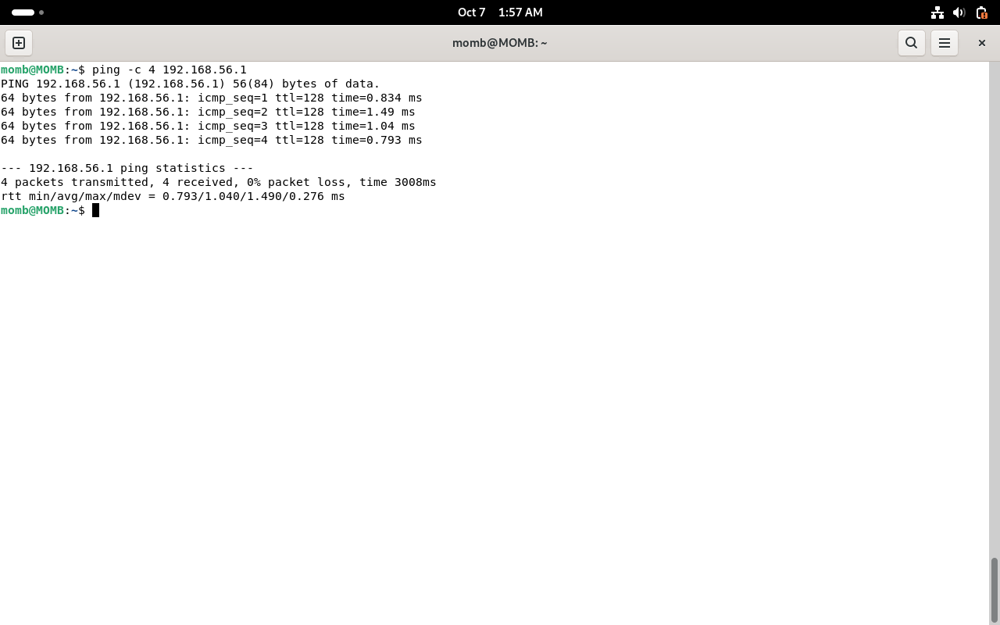 Oct 7 1:57 AM
momb@MOMB: ~
momb@MOMB:~$ ping -c 4 192.168.56.1
PING 192.168.56.1 (192.168.56.1) 56(84) bytes of data.
64 bytes from 192.168.56.1: icmp_seq=1 ttl=128 time=0.834 ms
64 bytes from 192.168.56.1: icmp_seq=2 ttl=128 time=1.49 ms
64 bytes from 192.168.56.1: icmp_seq=3 ttl=128 time=1.04 ms
64 bytes from 192.168.56.1: icmp_seq=4 ttl=128 time=0.793 ms
--- 192.168.56.1 ping statistics ---
4 packets transmitted, 4 received, 0% packet loss, time 3008ms
rtt min/avg/max/mdev = 0.793/1.040/1.490/0.276 ms
momb@MOMB:~$